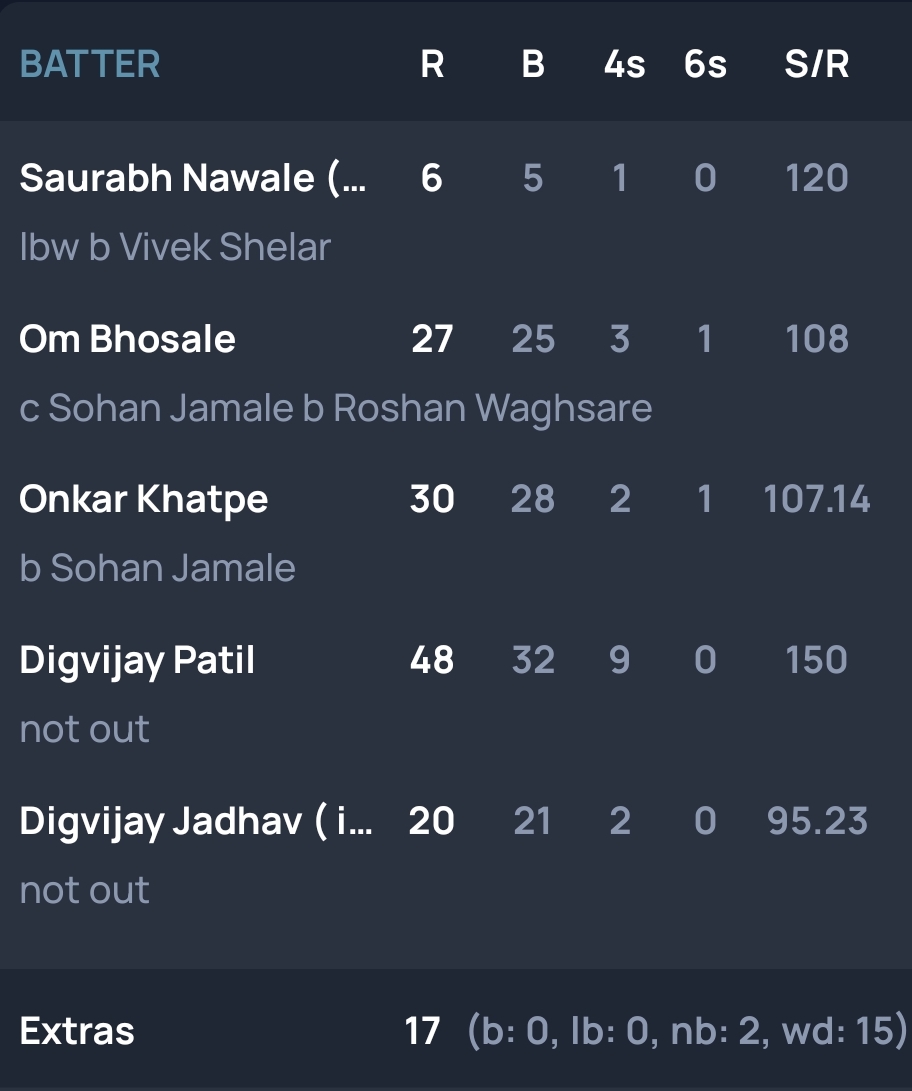 BATTER R B 4s 6s S/R
Saurabh Nawale (... 6 5 1 0 120
lbw b Vivek Shelar
Om Bhosale 27 25 3 1 108
c Sohan Jamale b Roshan Waghsare
Onkar Khatpe 30 28 2 1 107.14
b Sohan Jamale
Digvijay Patil 48 32 9 0 150
not out
Digvijay Jadhav ( i... 20 21 2 0 95.23
not out
Extras 17 (b: 0, lb: 0, nb: 2, wd: 15)